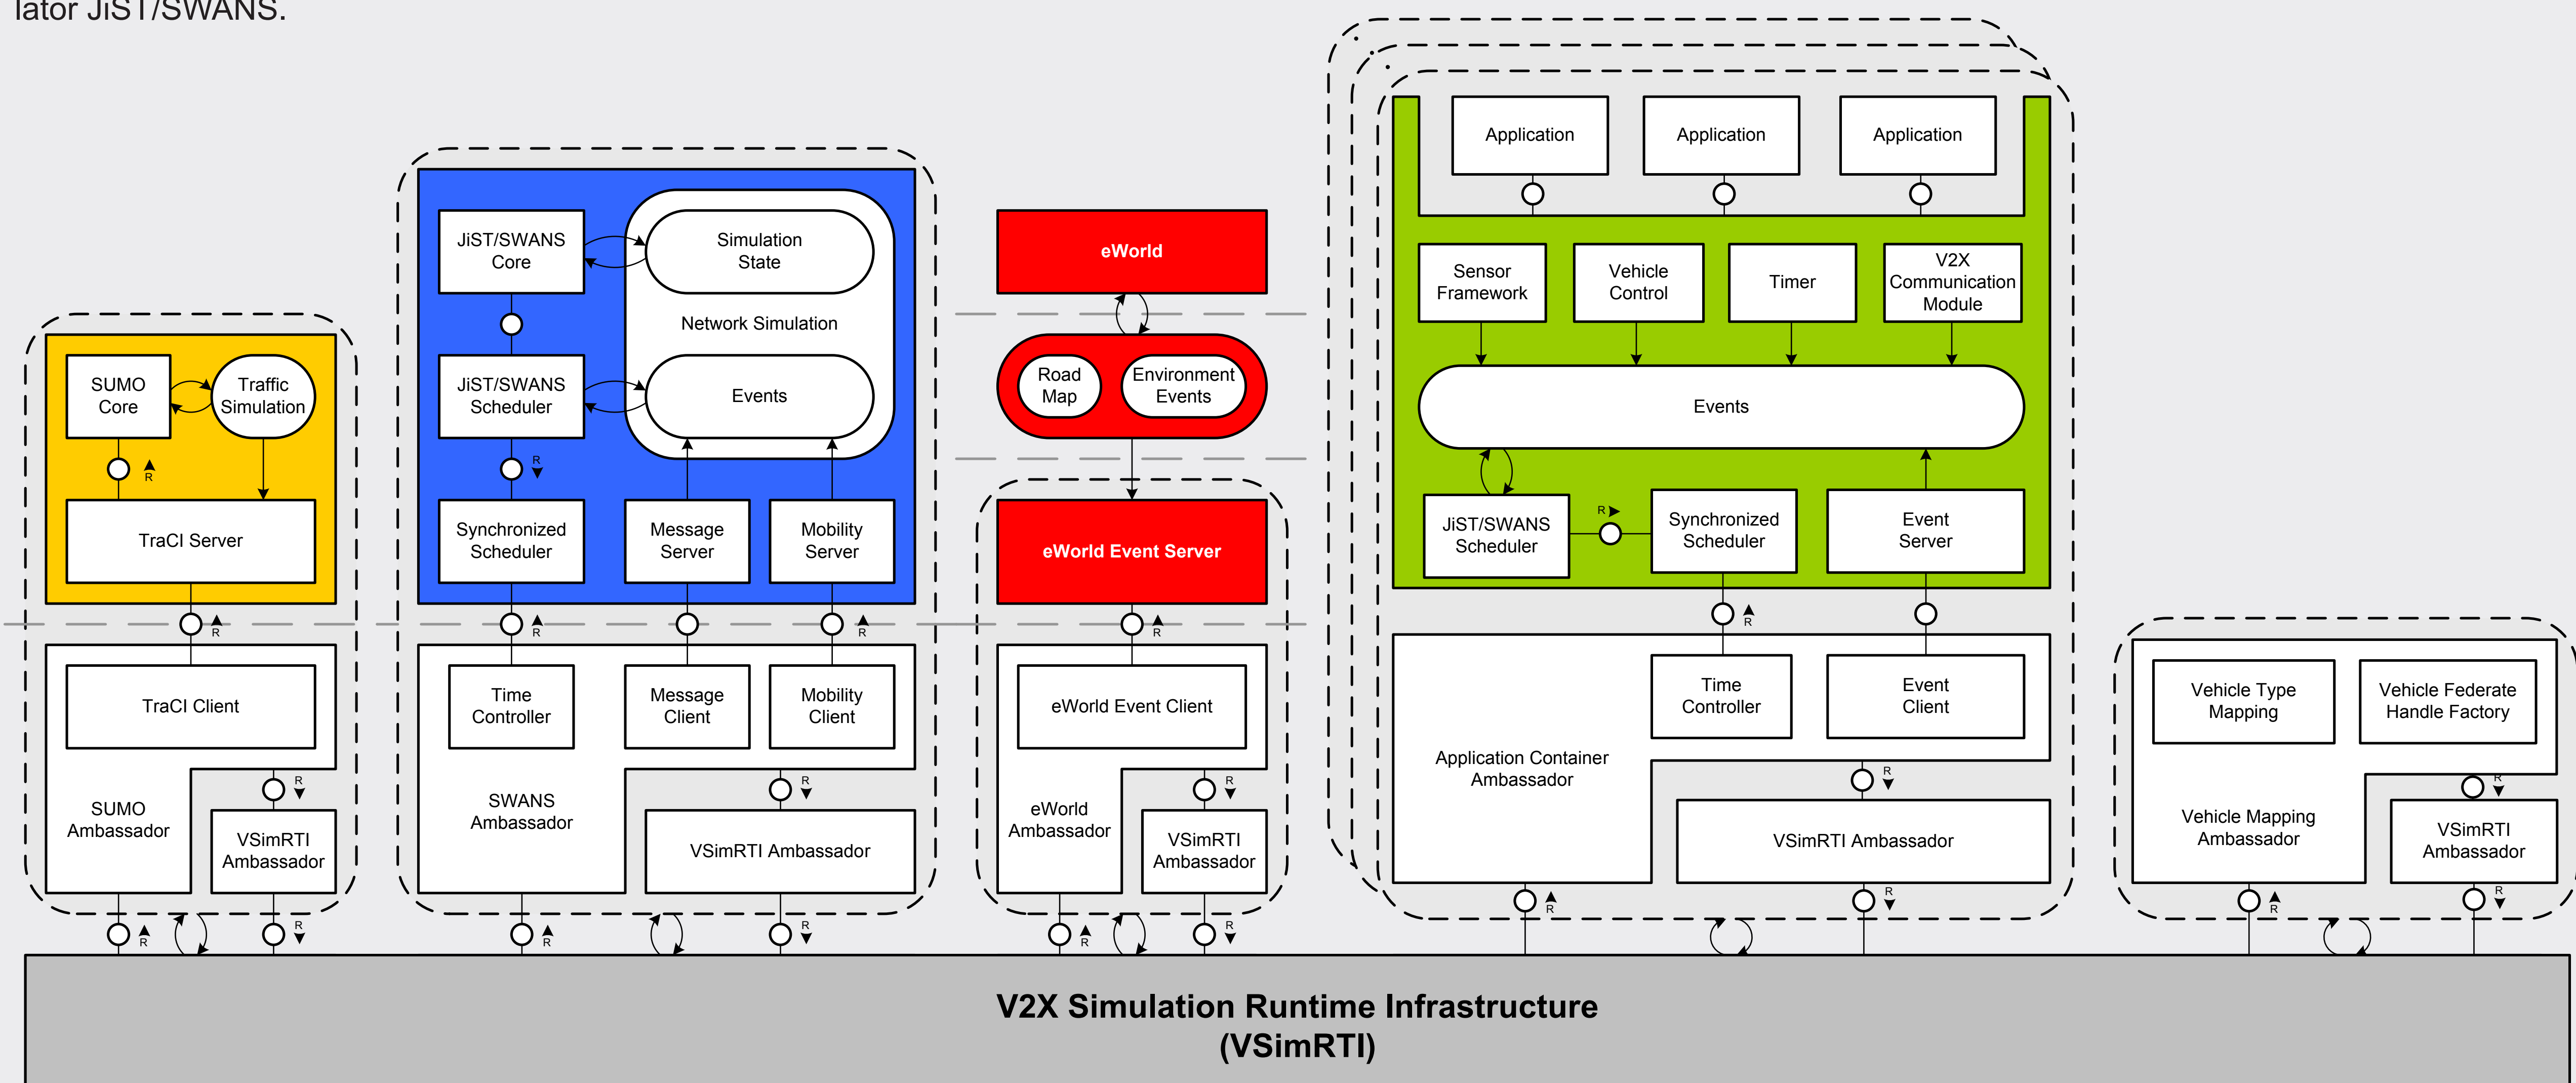 lator JiST/SWANS.
SUMO
Core
Traffic
Simulation
R
TraCI Server
R
TraCI Client
SUMO
Ambassador
R
VSimRTI
Ambassador
R
R
JiST/SWANS
Core
Simulation
State
Network Simulation
JiST/SWANS
Scheduler
Events
R
Synchronized
Scheduler
Message
Server
Mobility
Server
R
R
Time
Controller
Message
Client
Mobility
Client
SWANS
Ambassador
R
VSimRTI Ambassador
R
R
eWorld
Road
Map
Environment
Events
eWorld Event Server
R
eWorld Event Client
eWorld
Ambassador
R
VSimRTI
Ambassador
R
R
Application
Application
Application
Sensor
Framework
Vehicle
Control
Timer
V2X
Communication
Module
Events
JiST/SWANS
Scheduler
R
Synchronized
Scheduler
Event
Server
R
Time
Controller
Event
Client
Application Container
Ambassador
R
VSimRTI Ambassador
R
R
Vehicle Type
Mapping
Vehicle Federate
Handle Factory
Vehicle Mapping
Ambassador
R
VSimRTI
Ambassador
R
R
V2X Simulation Runtime Infrastructure
(VSimRTI)